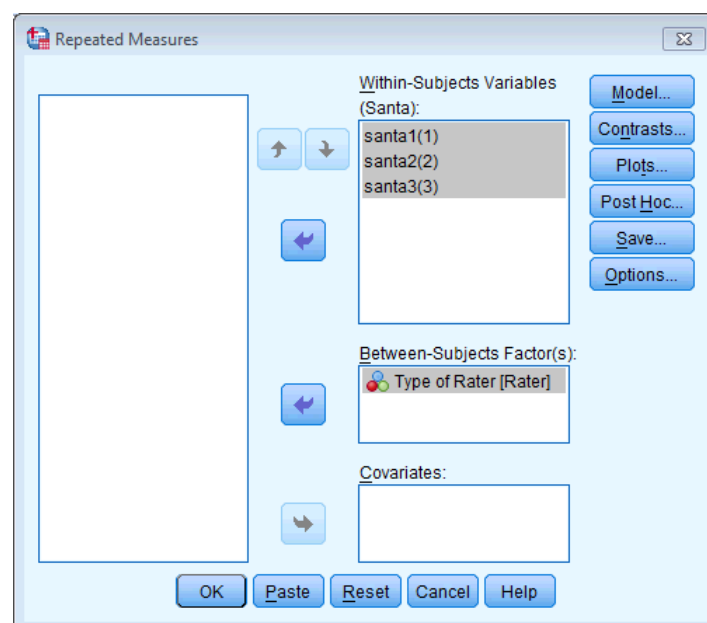 Repeated Measures
Within-Subjects Variables
(Santa):
santa1(1)
santa2(2)
santa3(3)
Model...
Contrasts...
Plots...
Post Hoc...
Save...
Options...
Between-Subjects Factor(s):
Type of Rater [Rater]
Covariates:
OK
Paste
Reset
Cancel
Help